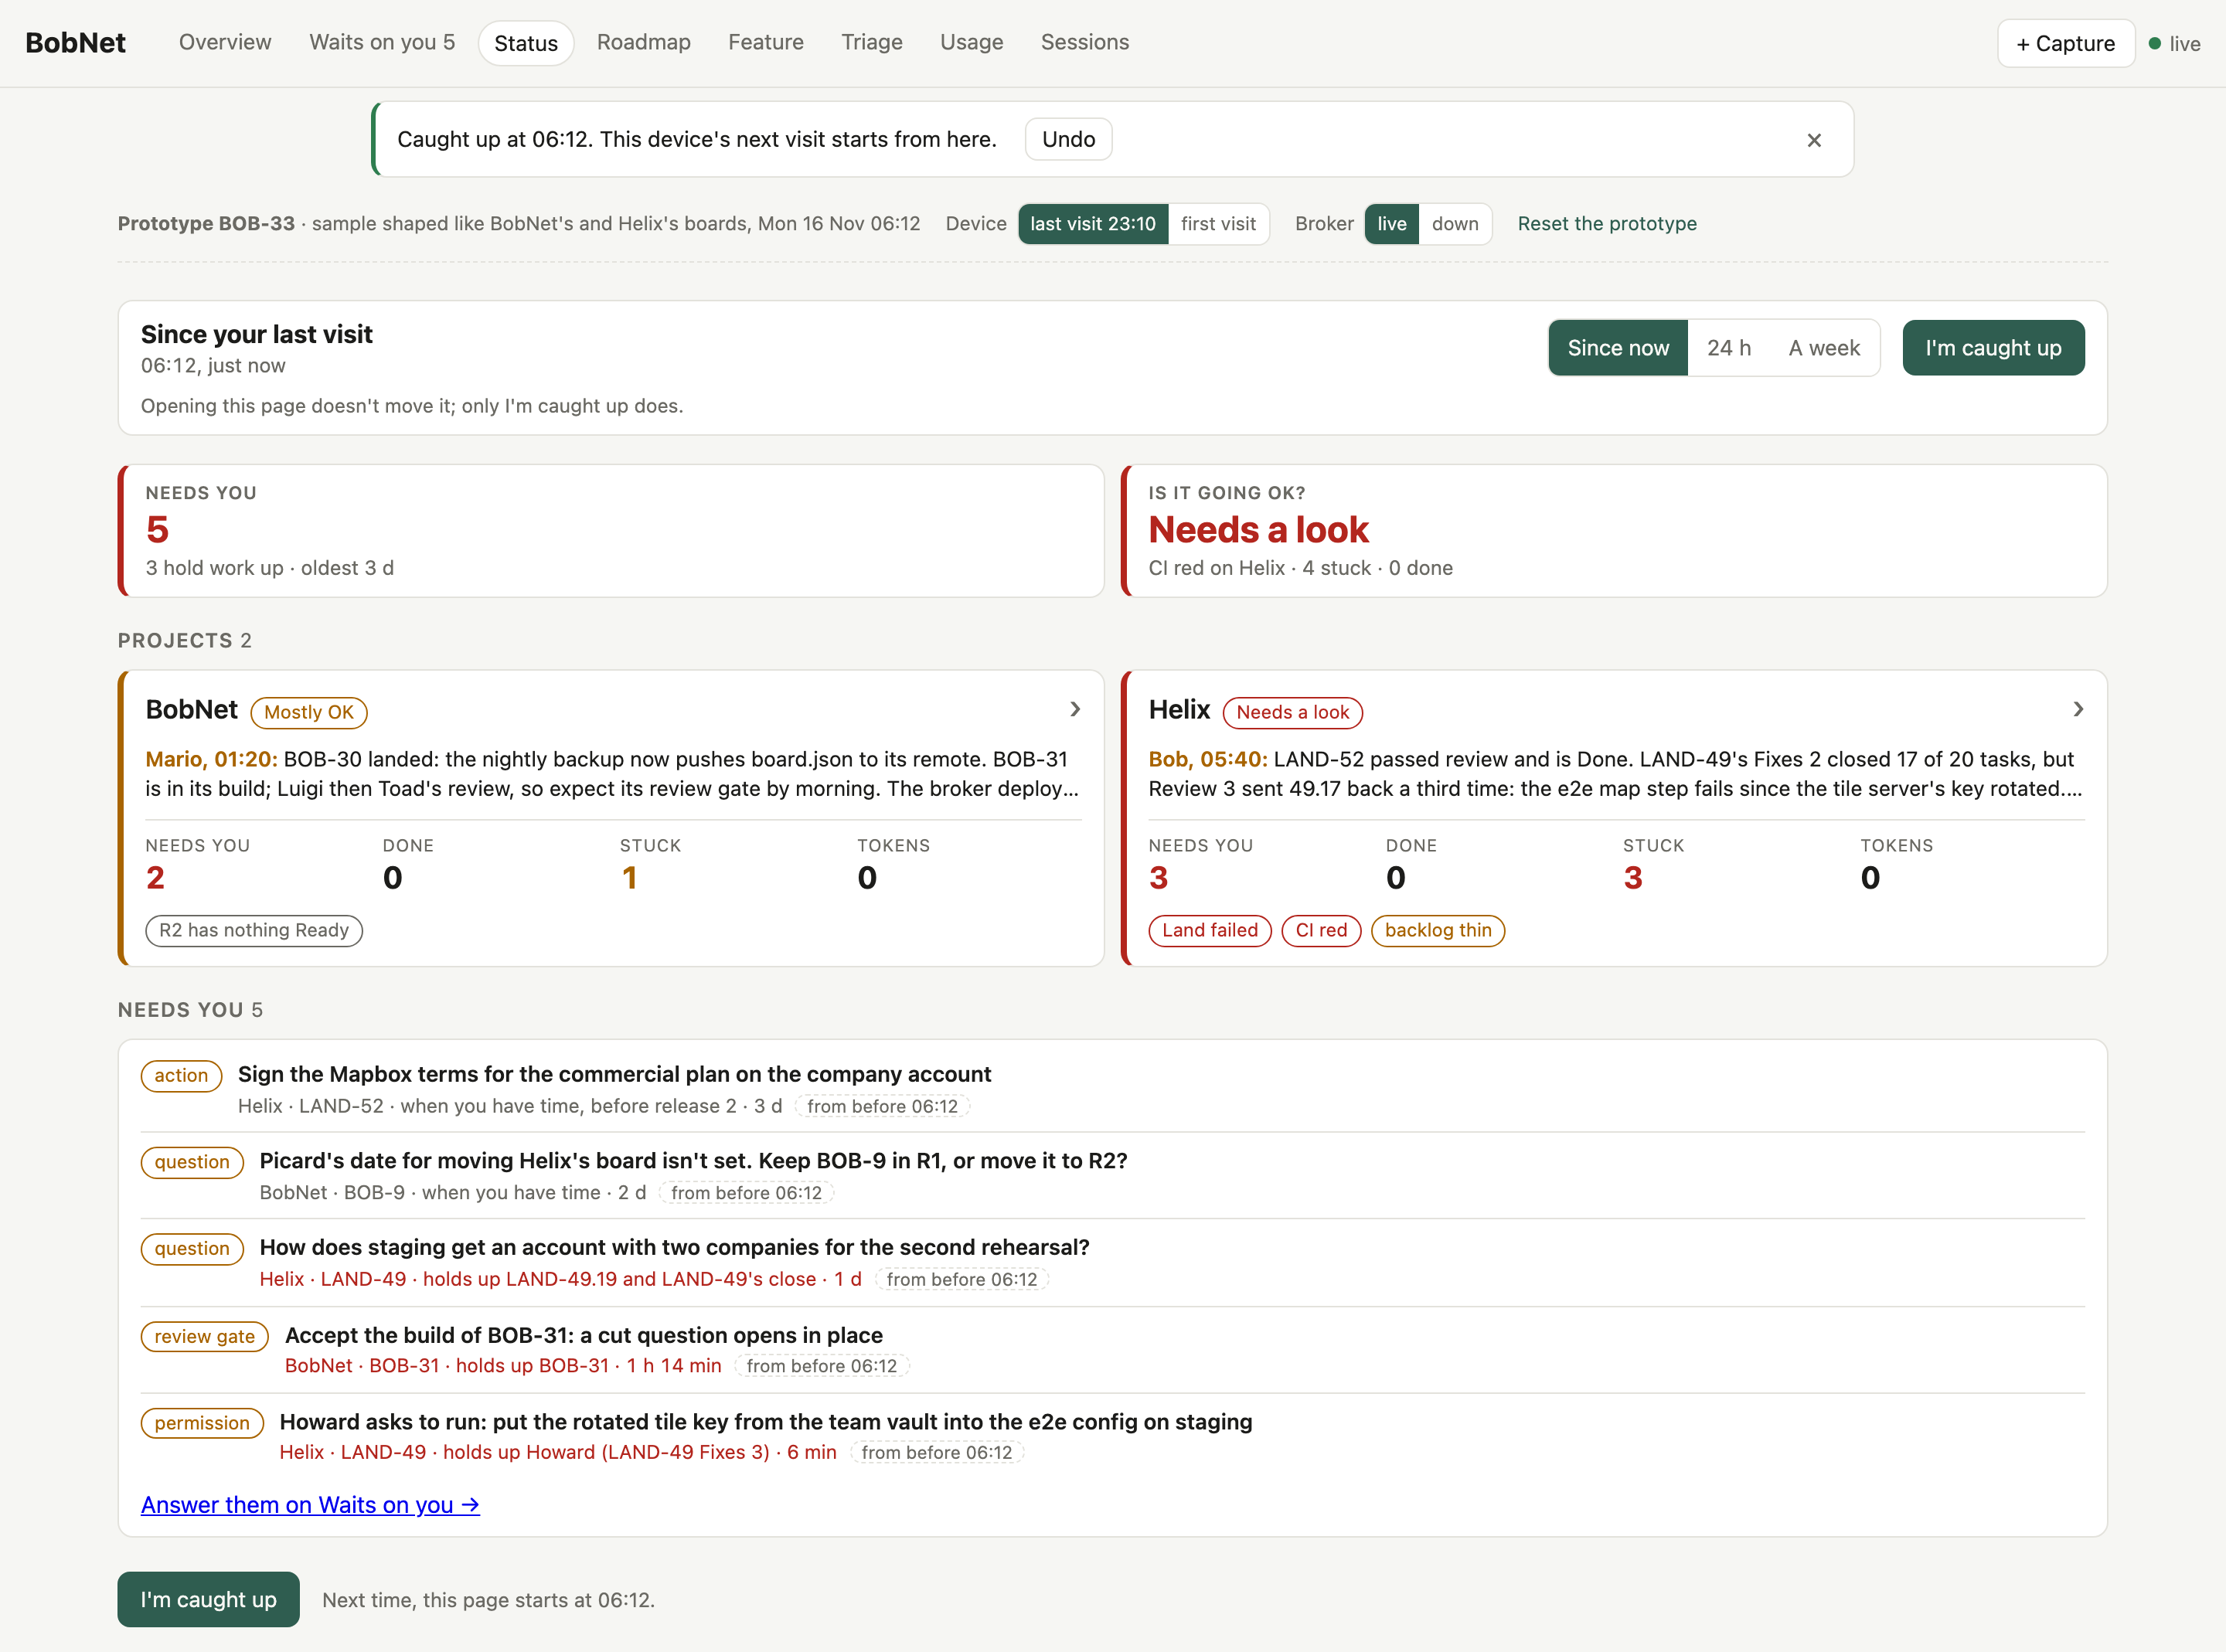 BobNet
Overview
Waits on you 5
Status
Roadmap
Feature
Triage
Usage
Sessions
+ Capture
live
Caught up at 06:12. This device's next visit starts from here.
Undo
×
Prototype BOB-33 · sample shaped like BobNet's and Helix's boards, Mon 16 Nov 06:12
Device
last visit 23:10
first visit
Broker
live
down
Reset the prototype
Since your last visit
06:12, just now
Opening this page doesn't move it; only I'm caught up does.
Since now
24 h
A week
I'm caught up
NEEDS YOU
5
3 hold work up · oldest 3 d
IS IT GOING OK?
Needs a look
CI red on Helix · 4 stuck · 0 done
PROJECTS 2
BobNet
Mostly OK
›
Mario, 01:20: BOB-30 landed: the nightly backup now pushes board.json to its remote. BOB-31
is in its build; Luigi then Toad's review, so expect its review gate by morning. The broker deploy...
NEEDS YOU
2
DONE
0
STUCK
1
TOKENS
0
R2 has nothing Ready
Helix
Needs a look
›
Bob, 05:40: LAND-52 passed review and is Done. LAND-49's Fixes 2 closed 17 of 20 tasks, but
Review 3 sent 49.17 back a third time: the e2e map step fails since the tile server's key rotated....
NEEDS YOU
3
DONE
0
STUCK
3
TOKENS
0
Land failed
CI red
backlog thin
NEEDS YOU 5
action
Sign the Mapbox terms for the commercial plan on the company account
Helix · LAND-52 · when you have time, before release 2 · 3 d
from before 06:12
question
Picard's date for moving Helix's board isn't set. Keep BOB-9 in R1, or move it to R2?
BobNet · BOB-9 · when you have time · 2 d
from before 06:12
question
How does staging get an account with two companies for the second rehearsal?
Helix · LAND-49 · holds up LAND-49.19 and LAND-49's close · 1 d
from before 06:12
review gate
Accept the build of BOB-31: a cut question opens in place
BobNet · BOB-31 · holds up BOB-31 · 1 h 14 min
from before 06:12
permission
Howard asks to run: put the rotated tile key from the team vault into the e2e config on staging
Helix · LAND-49 · holds up Howard (LAND-49 Fixes 3) · 6 min
from before 06:12
Answer them on Waits on you →
I'm caught up
Next time, this page starts at 06:12.